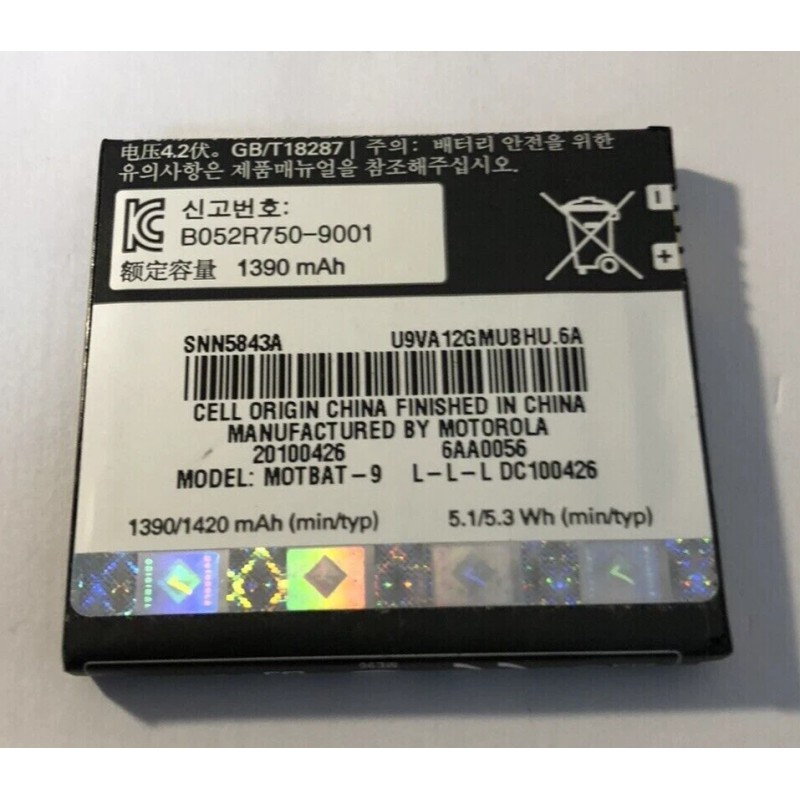 电压4.2伏。GB/T18287 | 주의: 배터리 안전을 위한
유의사항은 제품매뉴얼을 참조해주십시오.
신고번호:
B052R750-9001
额定容量 1390 mAh
-
+
SNN5843A U9VA12GMUBHU.6A
CELL ORIGIN CHINA FINISHED IN CHINA
MANUFACTURED BY MOTOROLA
20100426 6AA0056
MODEL: MOTBAT-9 L-L-L DC100426
1390/1420 mAh (min/typ) 5.1/5.3 Wh (min/typ)
ORIGINAL MOTOROLA